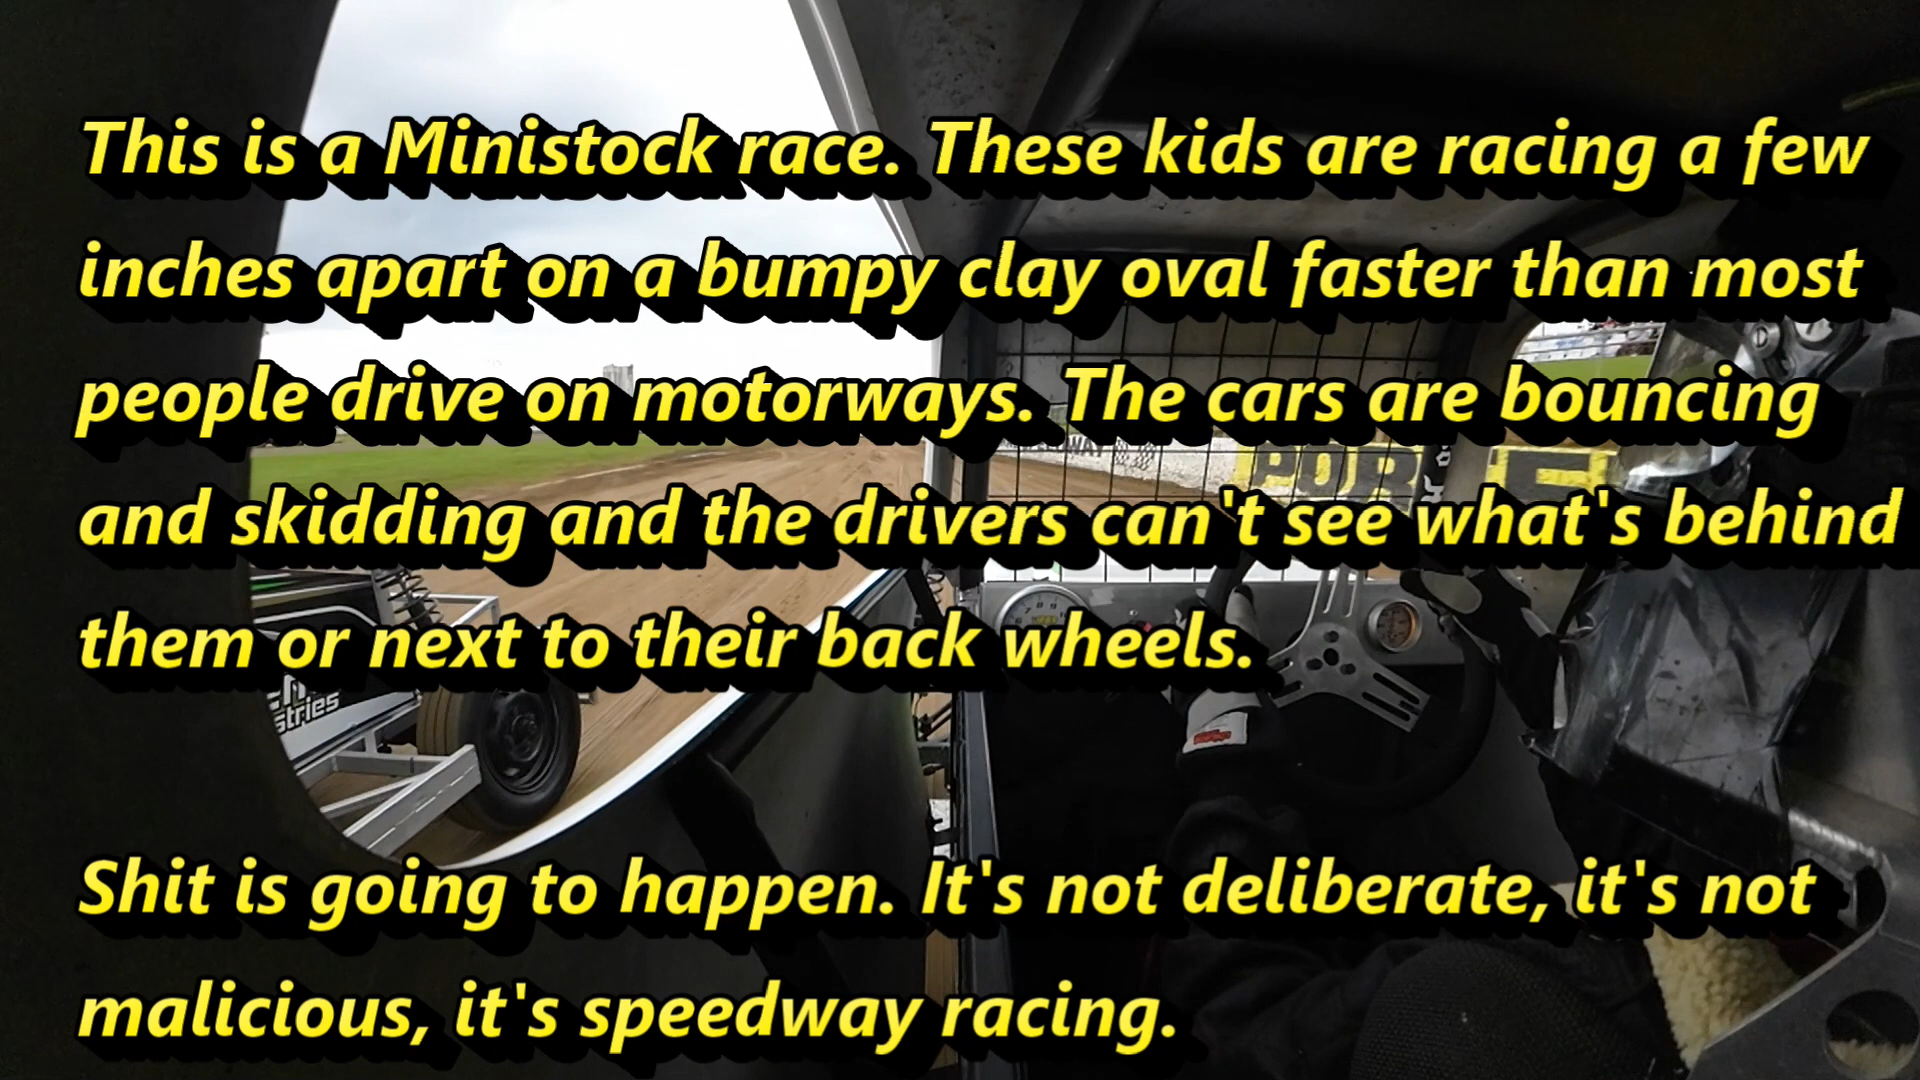 This is a Ministock race. These kids are racing a few
inches apart on a bumpy clay oval faster than most
people drive on motorways. The cars are bouncing
and skidding and the drivers can't see what's behind
them or next to their back wheels.
Shit is going to happen. It's not deliberate, it's not
malicious, it's speedway racing.
stries